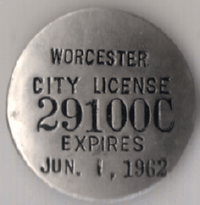 WORCESTER
CITY LICENSE
29100C
EXPIRES
JUN. 1, 1962